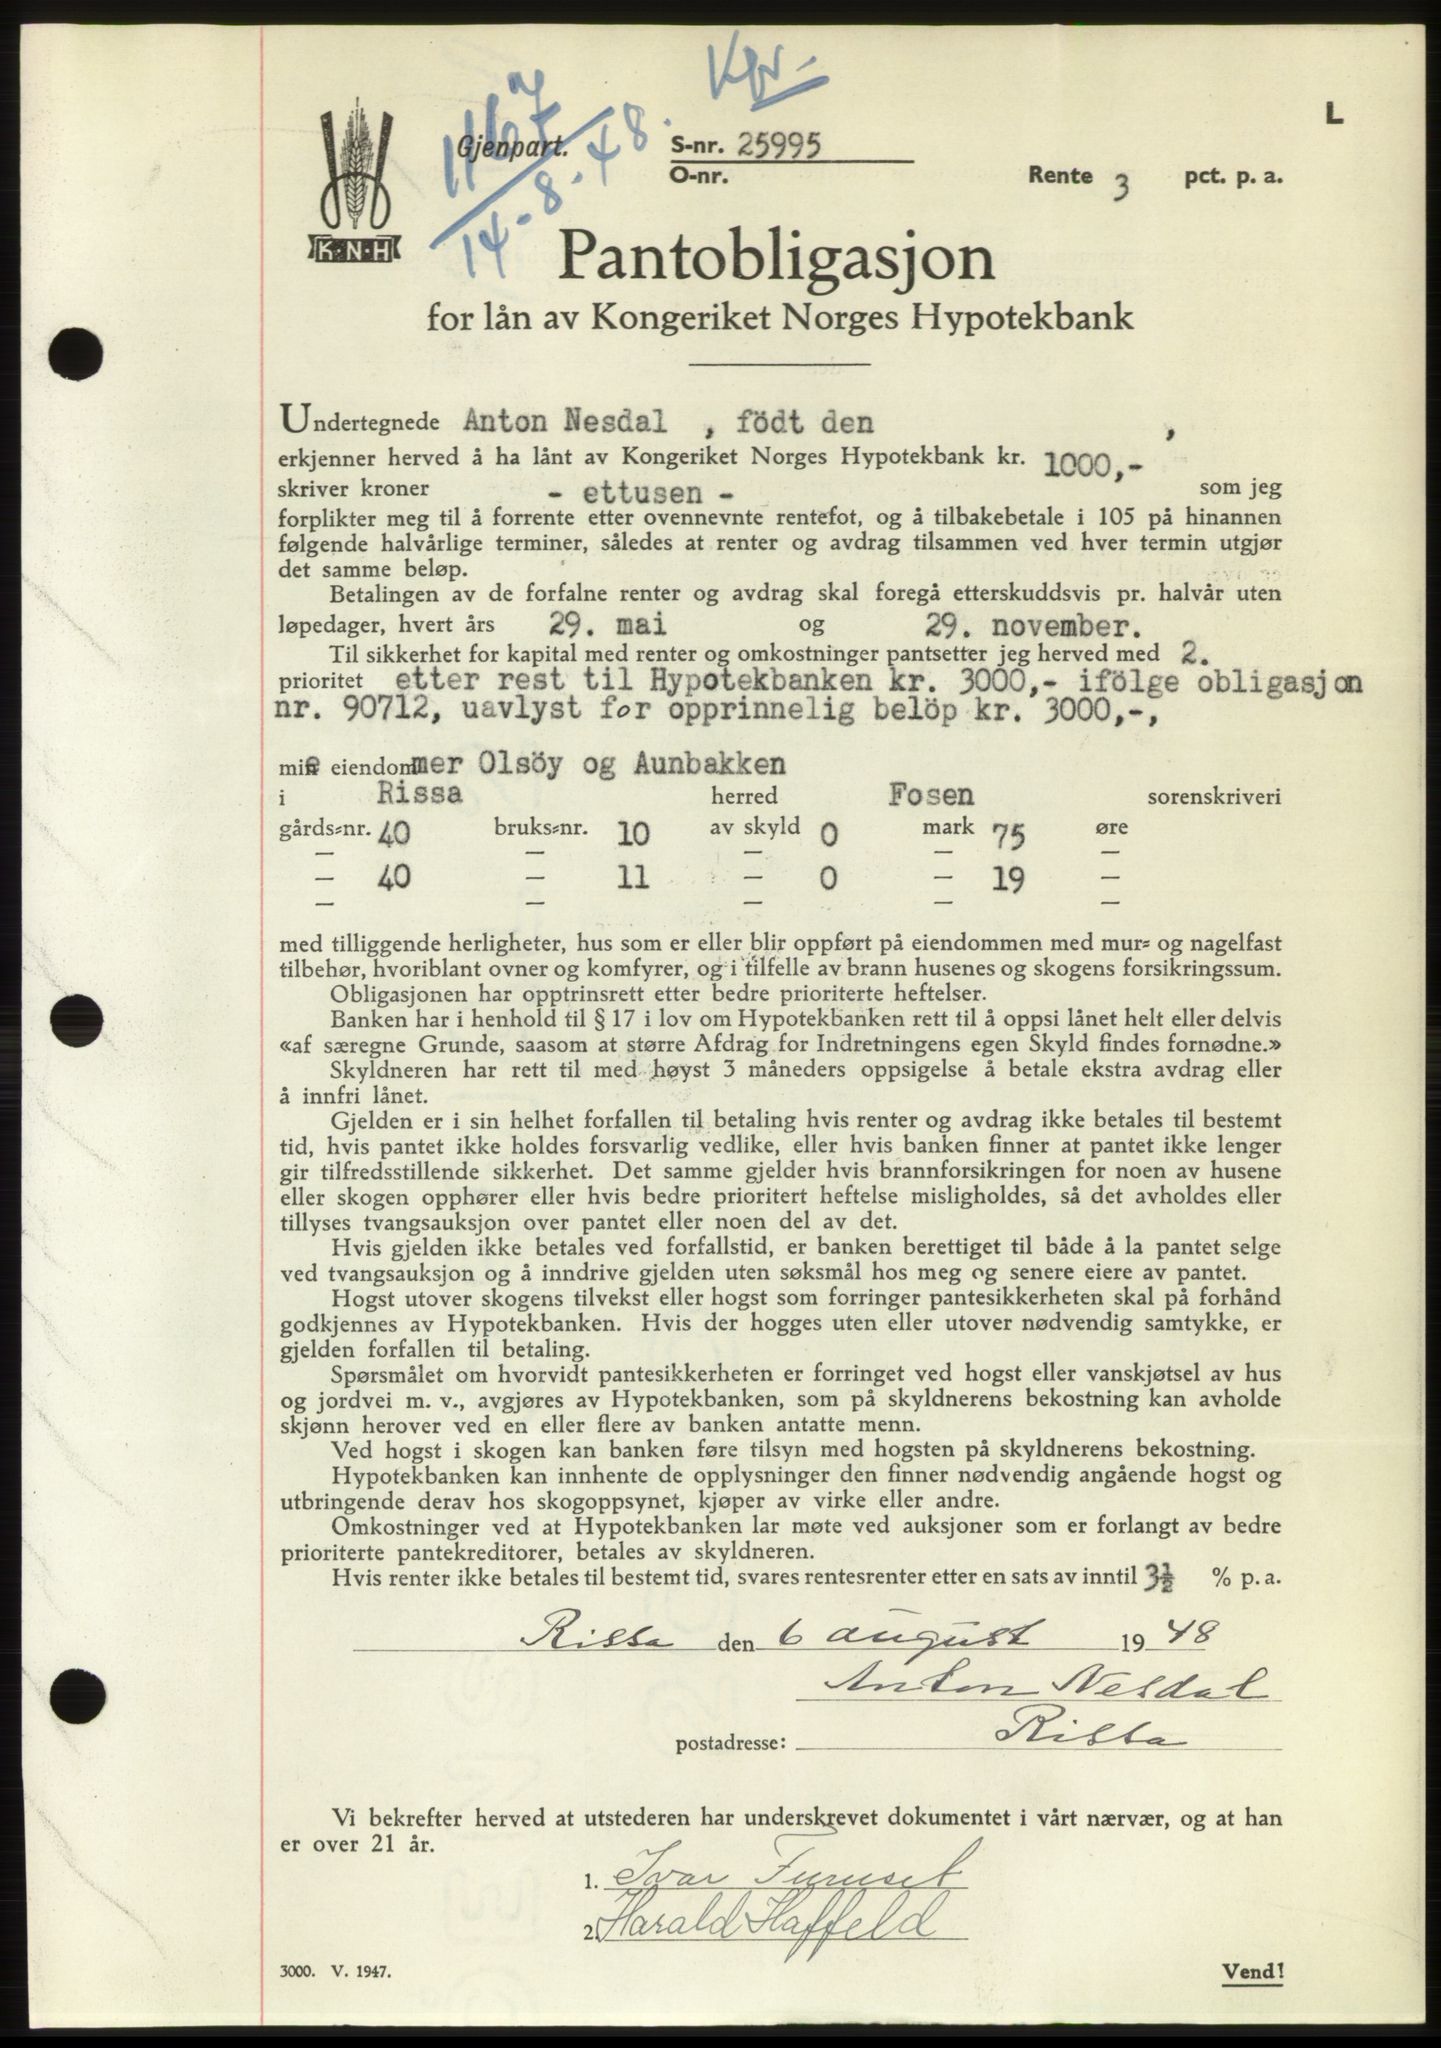 Kfr.
L
1167
14-8-48.
Gjenpart.
S-nr. 25995
O-nr.
Rente 3 pct. p. a.
K·N·H
Pantobligasjon
for lån av Kongeriket Norges Hypotekbank
Undertegnede Anton Nesdal , födt den ,
erkjenner herved å ha lånt av Kongeriket Norges Hypotekbank kr. 1000,-
skriver kroner - ettusen - som jeg
forplikter meg til å forrente etter ovennevnte rentefot, og å tilbakebetale i 105 på hinannen
følgende halvårlige terminer, således at renter og avdrag tilsammen ved hver termin utgjør
det samme beløp.
Betalingen av de forfalne renter og avdrag skal foregå etterskuddsvis pr. halvår uten
løpedager, hvert års 29. mai og 29. november.
Til sikkerhet for kapital med renter og omkostninger pantsetter jeg herved med 2.
prioritet etter rest til Hypotekbanken kr. 3000,- ifölge obligasjon
nr. 90712, uavlyst for opprinnelig belöp kr. 3000,-,
mine eiendommer Olsöy og Aunbakken
i Rissa herred Fosen sorenskriveri
gårds-nr. 40 bruks-nr. 10 av skyld 0 mark 75 øre
— — — — —
— 40 — 11 — 0 — 19 —
— — — — —
med tilliggende herligheter, hus som er eller blir oppført på eiendommen med mur- og nagelfast
tilbehør, hvoriblant ovner og komfyrer, og i tilfelle av brann husenes og skogens forsikringssum.
Obligasjonen har opptrinsrett etter bedre prioriterte heftelser.
Banken har i henhold til § 17 i lov om Hypotekbanken rett til å oppsi lånet helt eller delvis
«af særegne Grunde, saasom at større Afdrag for Indretningens egen Skyld findes fornødne.»
Skyldneren har rett til med høyst 3 måneders oppsigelse å betale ekstra avdrag eller
å innfri lånet.
Gjelden er i sin helhet forfallen til betaling hvis renter og avdrag ikke betales til bestemt
tid, hvis pantet ikke holdes forsvarlig vedlike, eller hvis banken finner at pantet ikke lenger
gir tilfredsstillende sikkerhet. Det samme gjelder hvis brannforsikringen for noen av husene
eller skogen opphører eller hvis bedre prioritert heftelse misligholdes, så det avholdes eller
tillyses tvangsauksjon over pantet eller noen del av det.
Hvis gjelden ikke betales ved forfallstid, er banken berettiget til både å la pantet selge
ved tvangsauksjon og å inndrive gjelden uten søksmål hos meg og senere eiere av pantet.
Hogst utover skogens tilvekst eller hogst som forringer pantesikkerheten skal på forhånd
godkjennes av Hypotekbanken. Hvis der hogges uten eller utover nødvendig samtykke, er
gjelden forfallen til betaling.
Spørsmålet om hvorvidt pantesikkerheten er forringet ved hogst eller vanskjøtsel av hus
og jordvei m. v., avgjøres av Hypotekbanken, som på skyldnerens bekostning kan avholde
skjønn herover ved en eller flere av banken antatte menn.
Ved hogst i skogen kan banken føre tilsyn med hogsten på skyldnerens bekostning.
Hypotekbanken kan innhente de opplysninger den finner nødvendig angående hogst og
utbringende derav hos skogoppsynet, kjøper av virke eller andre.
Omkostninger ved at Hypotekbanken lar møte ved auksjoner som er forlangt av bedre
prioriterte pantekreditorer, betales av skyldneren.
Hvis renter ikke betales til bestemt tid, svares rentesrenter etter en sats av inntil 3½ % p. a.
Rissa den 6 august 1948
Anton Nesdal
postadresse: Rissa
Vi bekrefter herved at utstederen har underskrevet dokumentet i vårt nærvær, og at han
er over 21 år.
1. Ivar Furuset
2. Harald Haffeld
3000. V. 1947.
Vend!